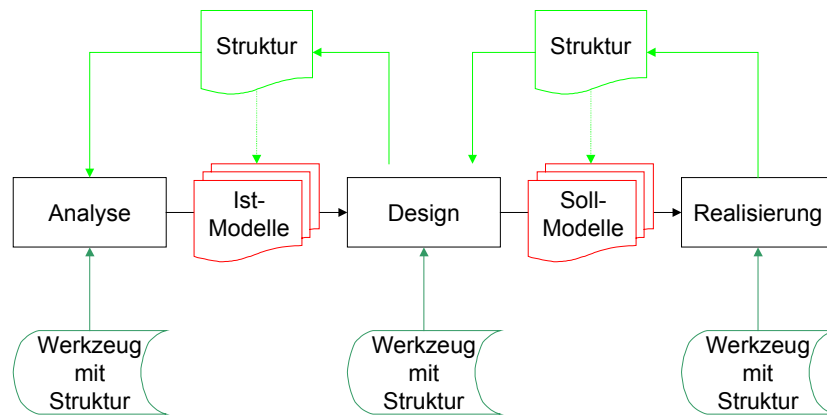 Struktur
Struktur
Analyse
Ist-
Modelle
Design
Soll-
Modelle
Realisierung
Werkzeug
mit
Struktur
Werkzeug
mit
Struktur
Werkzeug
mit
Struktur